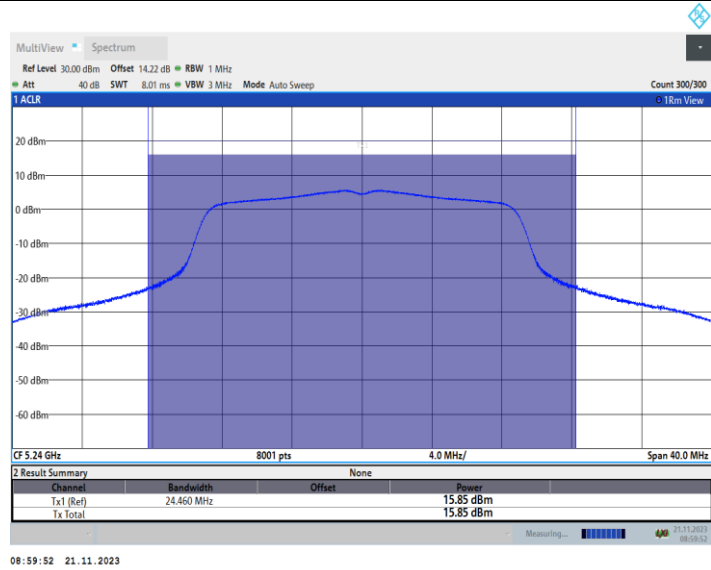 MultiView Spectrum
Ref Level 30.00 dBm Offset 14.22 dB RBW 1 MHz
Att 40 dB SWT 8.01 ms VBW 3 MHz Mode Auto Sweep Count 300/300
1 ACLR 1Rm View
20 dBm
10 dBm
0 dBm
-10 dBm
-20 dBm
-30 dBm
-40 dBm
-50 dBm
-60 dBm
CF 5.24 GHz 8001 pts 4.0 MHz/ Span 40.0 MHz
2 Result Summary None
Channel Bandwidth Offset Power
Tx1 (Ref) 24.460 MHz 15.85 dBm
Tx Total 15.85 dBm
Measuring... 21.11.2023
08:59:52
08:59:52 21.11.2023